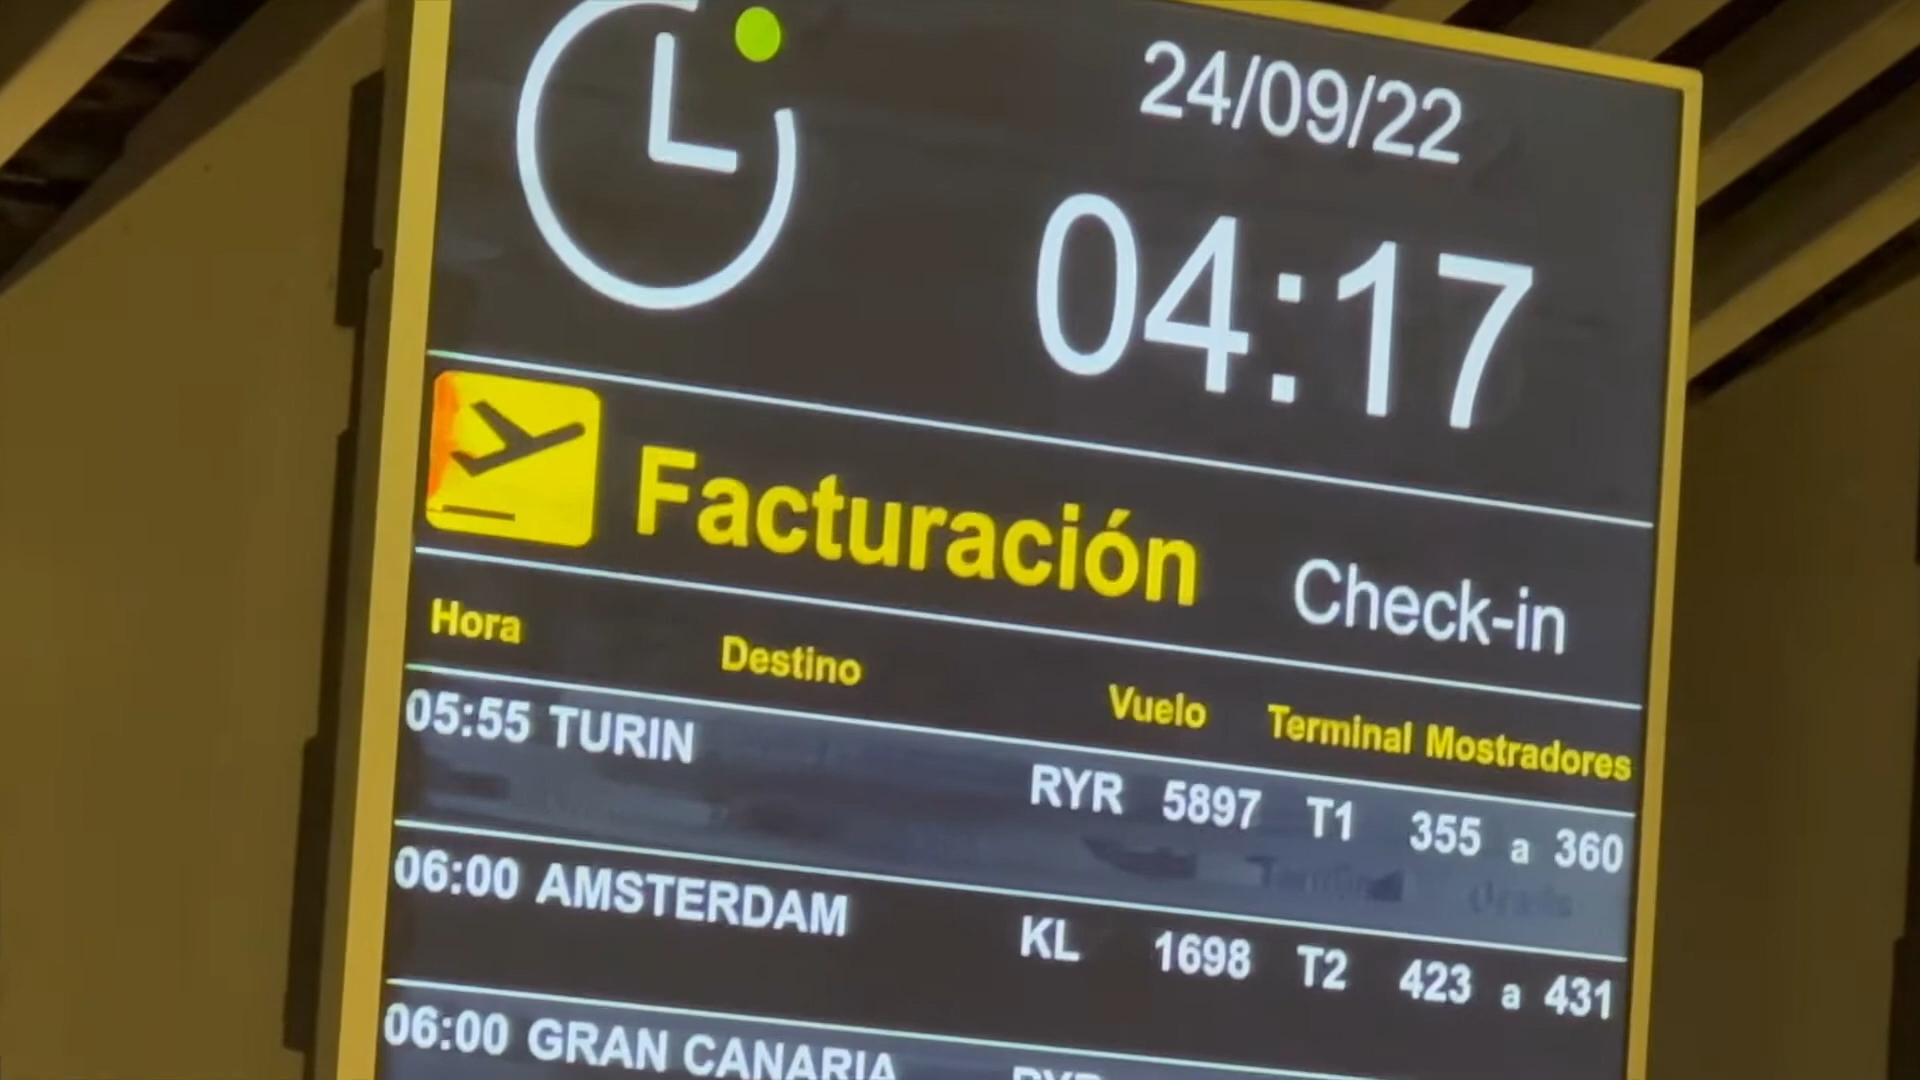 24/09/22
04:17
Facturación Check-in
Hora Destino Vuelo Terminal Mostradores
05:55 TURIN RYR 5897 T1 355 a 360
06:00 AMSTERDAM KL 1698 T2 423 a 431
06:00 GRAN CANARIA RYR